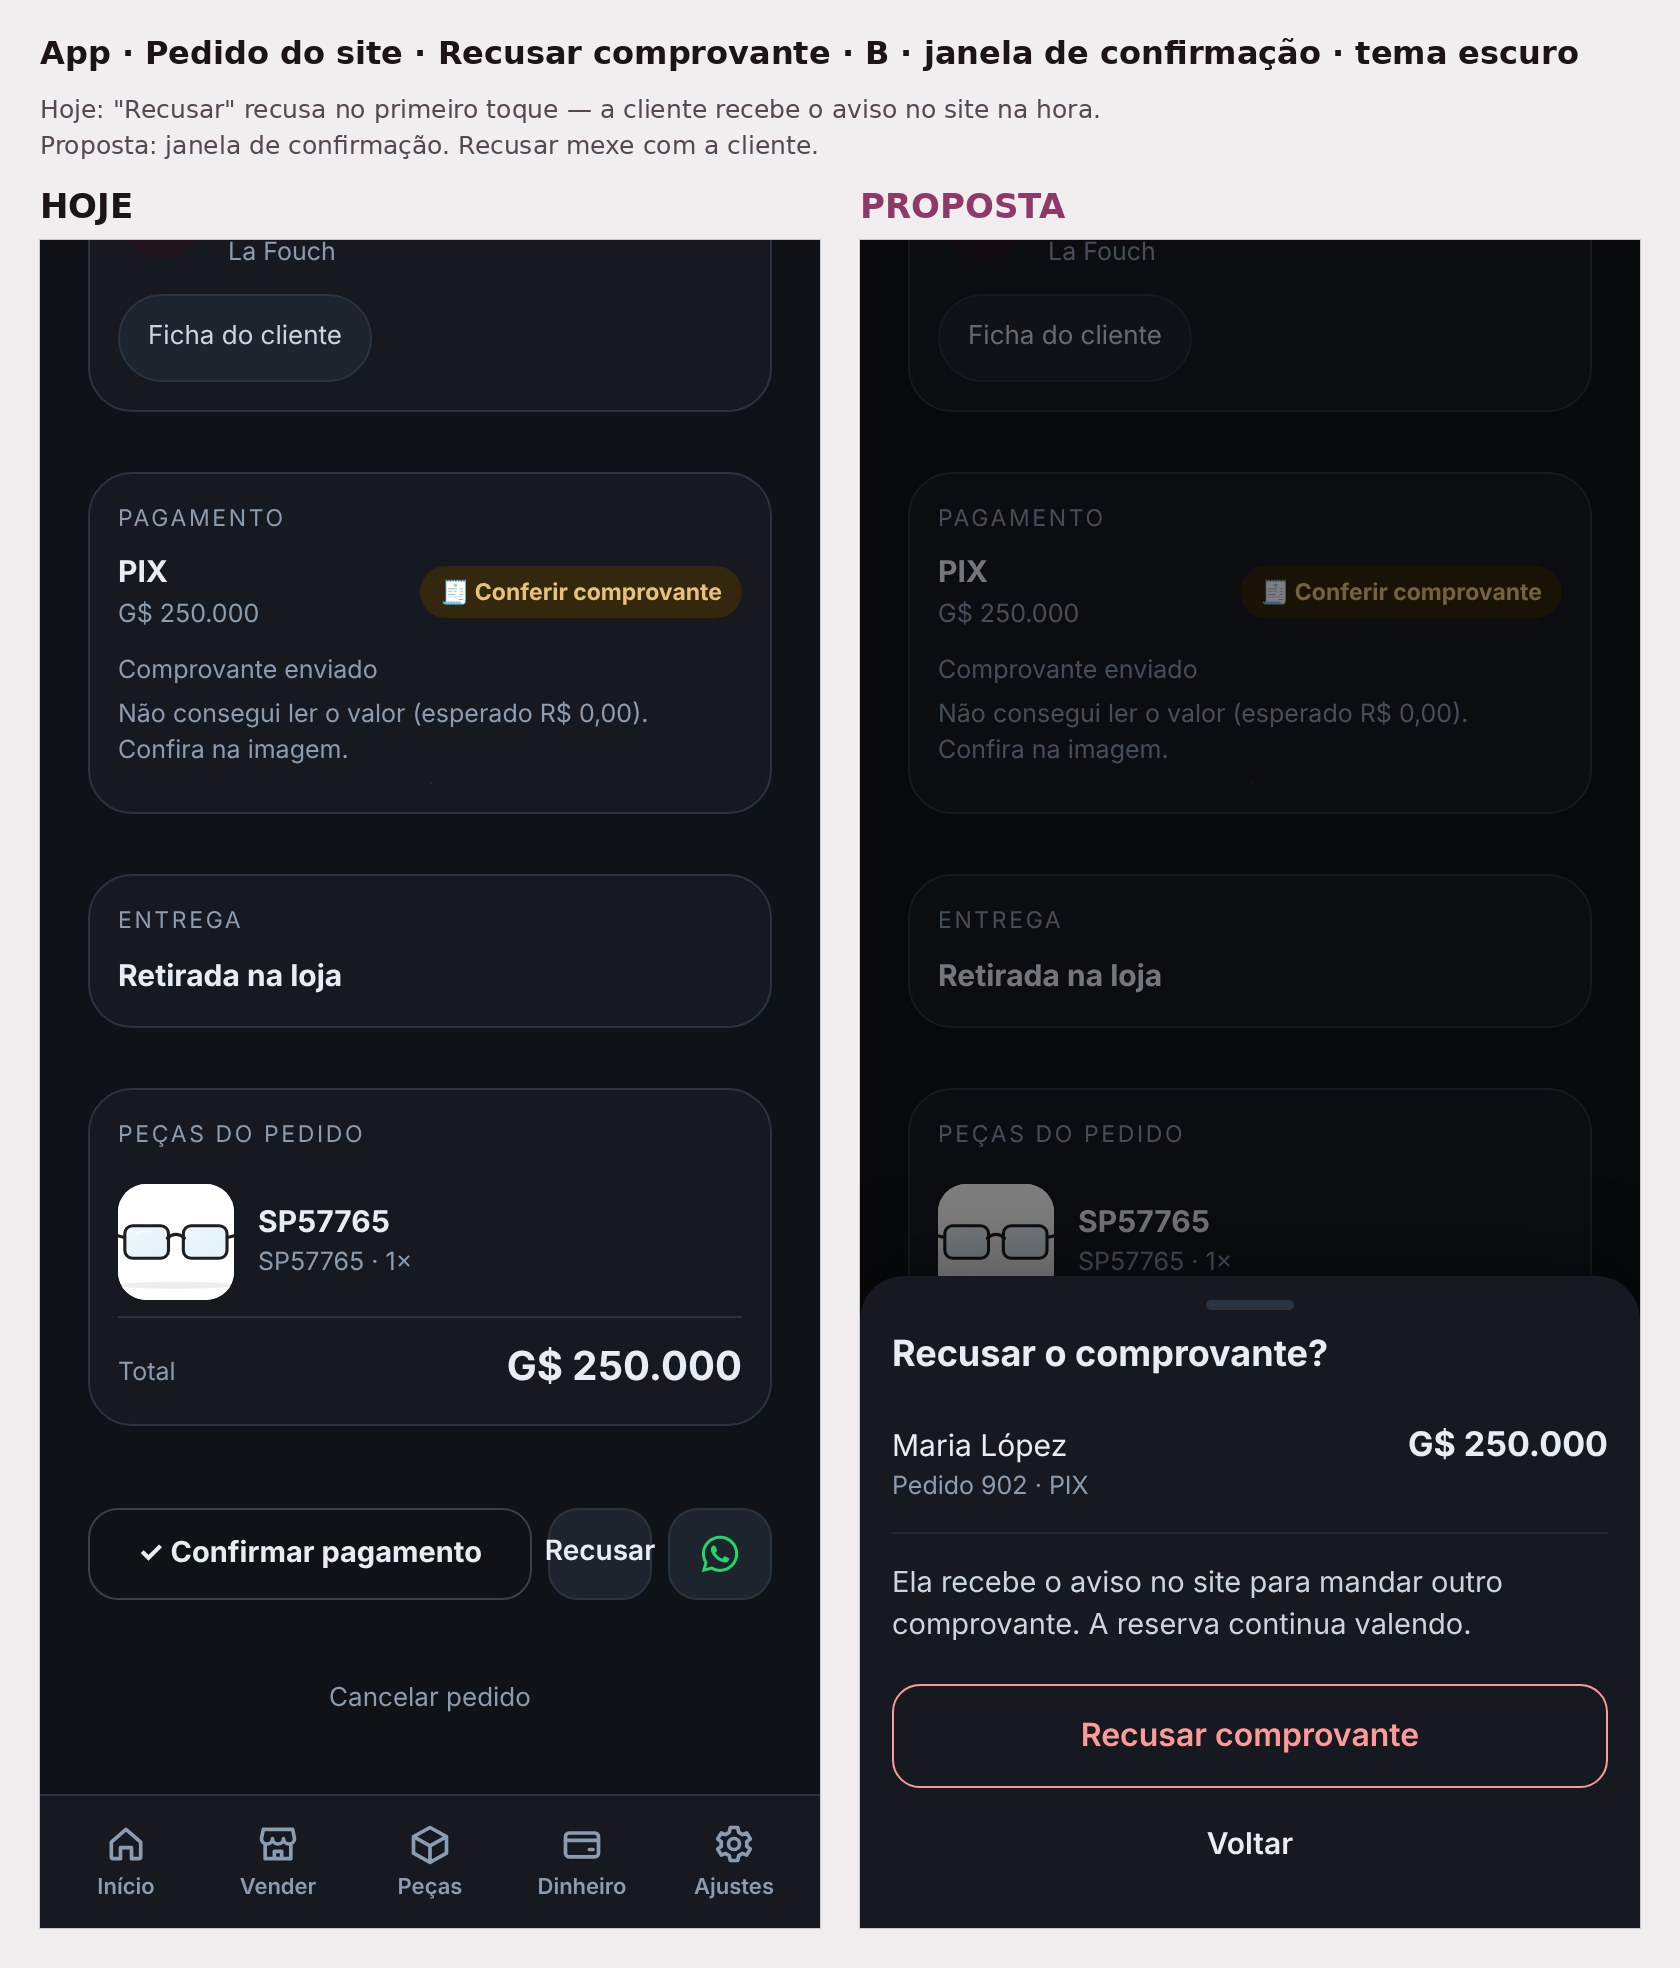 App · Pedido do site · Recusar comprovante · B · janela de confirmação · tema escuro
Hoje: "Recusar" recusa no primeiro toque — a cliente recebe o aviso no site na hora.
Proposta: janela de confirmação. Recusar mexe com a cliente.
HOJE
La Fouch
Ficha do cliente
PAGAMENTO
PIX
G$ 250.000
🧾 Conferir comprovante
Comprovante enviado
Não consegui ler o valor (esperado R$ 0,00).
Confira na imagem.
ENTREGA
Retirada na loja
PEÇAS DO PEDIDO
SP57765
SP57765 · 1×
Total
G$ 250.000
✓ Confirmar pagamento
Recusar
Cancelar pedido
Início
Vender
Peças
Dinheiro
Ajustes
PROPOSTA
La Fouch
Ficha do cliente
PAGAMENTO
PIX
G$ 250.000
🧾 Conferir comprovante
Comprovante enviado
Não consegui ler o valor (esperado R$ 0,00).
Confira na imagem.
ENTREGA
Retirada na loja
PEÇAS DO PEDIDO
SP57765
SP57765 · 1×
Recusar o comprovante?
Maria López
G$ 250.000
Pedido 902 · PIX
Ela recebe o aviso no site para mandar outro
comprovante. A reserva continua valendo.
Recusar comprovante
Voltar